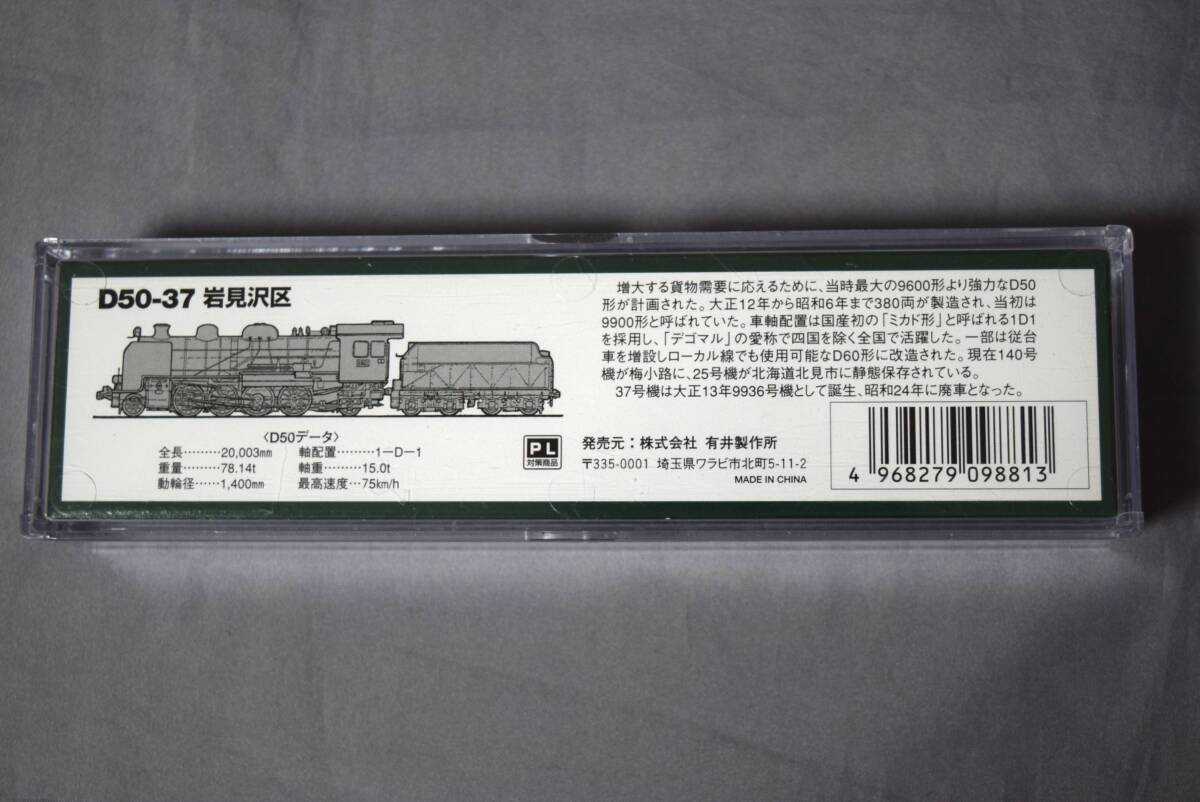 D50-37 岩見沢区
〈D50データ〉
全長………20,003mm 軸配置………1－D－1
重量………78.14t 軸重………15.0t
動輪径……1,400mm 最高速度…75km/h
増大する貨物需要に応えるために、当時最大の9600形より強力なD50
形が計画された。大正12年から昭和6年まで380両が製造され、当初は
9900形と呼ばれていた。車軸配置は国産初の「ミカド形」と呼ばれる1D1
を採用し、「デゴマル」の愛称で四国を除く全国で活躍した。一部は従台
車を増設しローカル線でも使用可能なD60形に改造された。現在140号
機が梅小路に、25号機が北海道北見市に静態保存されている。
37号機は大正13年9936号機として誕生、昭和24年に廃車となった。
PL
対策商品
発売元：株式会社 有井製作所
〒335-0001 埼玉県ワラビ市北町5-11-2
MADE IN CHINA
4 968279 098813